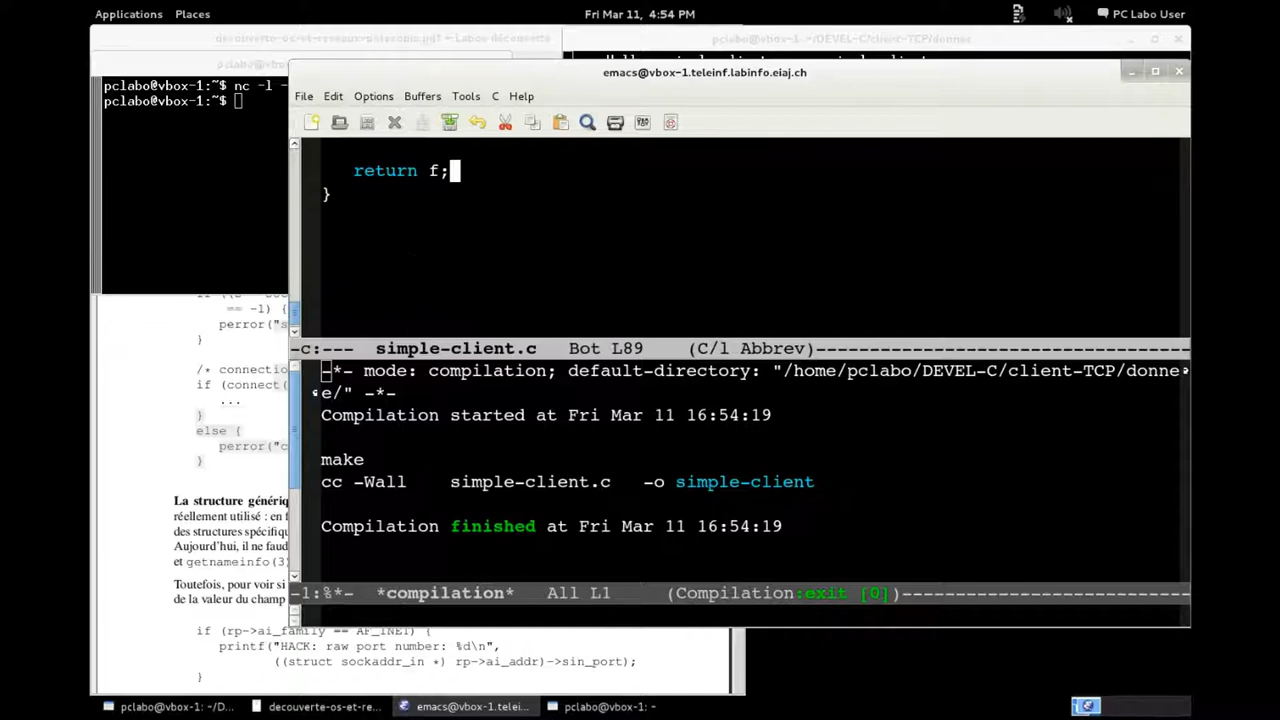 Applications Places Fri Mar 11, 4:54 PM PC Labo User
decouverte-os-et-reseaux-polycopie.pdf — Labos découverte
pclabo@vbox-1:~/DEVEL-C/client-TCP/donnee
pclabo@vbox-1:~$ nc -l -
pclabo@vbox-1:~$
emacs@vbox-1.teleinf.labinfo.eiaj.ch
File Edit Options Buffers Tools C Help
return f;
}
-c:--- simple-client.c Bot L89 (C/l Abbrev)
-*- mode: compilation; default-directory: "/home/pclabo/DEVEL-C/client-TCP/donne
e/" -*-
Compilation started at Fri Mar 11 16:54:19
make
cc -Wall simple-client.c -o simple-client
Compilation finished at Fri Mar 11 16:54:19
-1:%*- *compilation* All L1 (Compilation:exit [0])
== -1) {
perror("s
}
/* connectio
if (connect(
...
}
else {
perror("c
}
La structure génériq
réellement utilisé : en f
des structures spécifiqu
Aujourd'hui, il ne faud
et getnameinfo(3)
Toutefois, pour voir si
de la valeur du champ
if (rp->ai_family == AF_INET) {
printf("HACK: raw port number: %d\n",
((struct sockaddr_in *) rp->ai_addr)->sin_port);
}
pclabo@vbox-1: ~/D... decouverte-os-et-re... emacs@vbox-1.telei... pclabo@vbox-1: ~